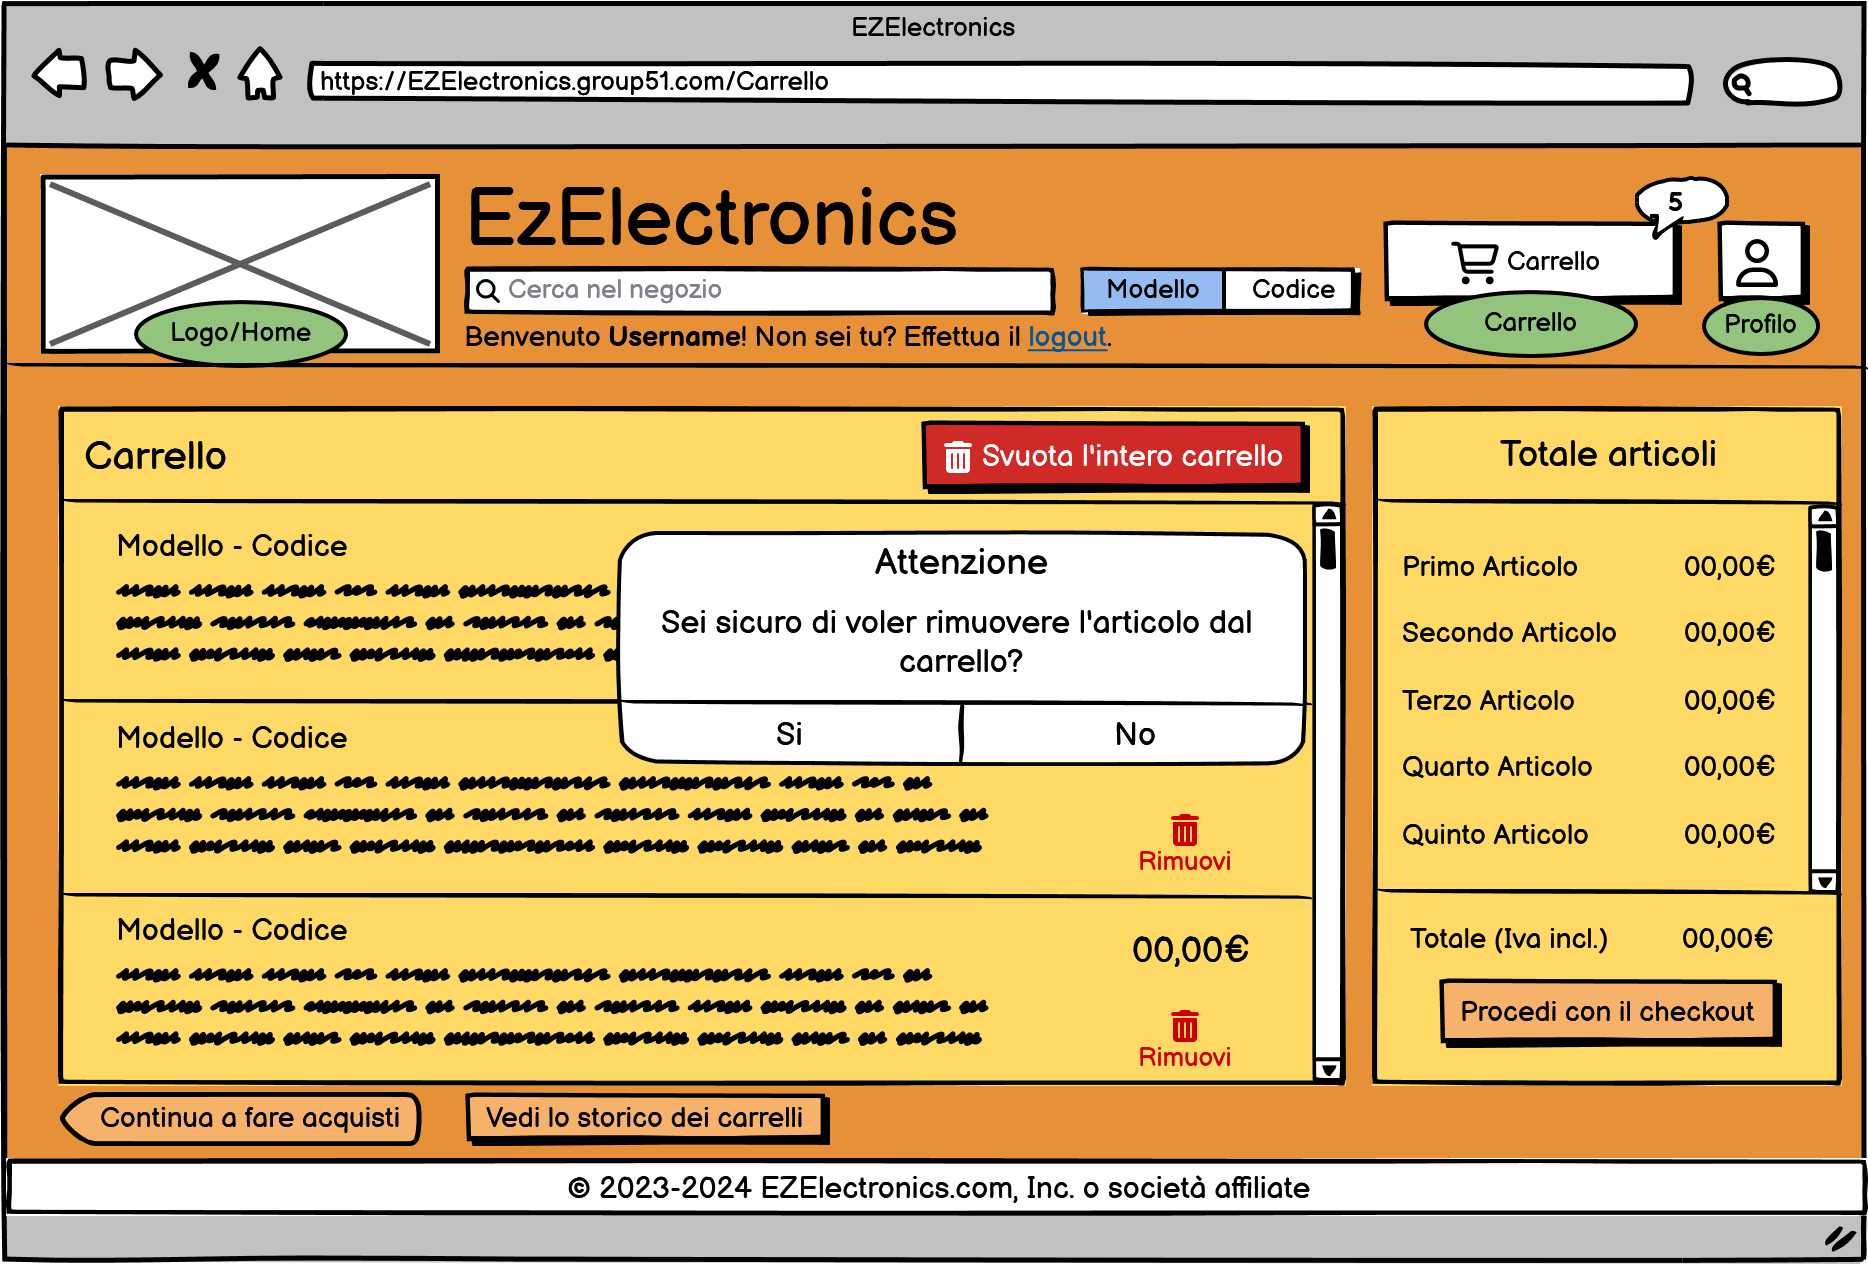 EZElectronics
https://EZElectronics.group51.com/Carrello
EzElectronics
5
Carrello
Cerca nel negozio
Modello
Codice
Logo/Home
Carrello
Profilo
Benvenuto Username! Non sei tu? Effettua il logout.
Carrello
Svuota l'intero carrello
Totale articoli
Modello - Codice
Attenzione
Sei sicuro di voler rimuovere l'articolo dal
carrello?
Si
No
Modello - Codice
Rimuovi
Modello - Codice
00,00€
Rimuovi
Primo Articolo 00,00€
Secondo Articolo 00,00€
Terzo Articolo 00,00€
Quarto Articolo 00,00€
Quinto Articolo 00,00€
Totale (Iva incl.) 00,00€
Procedi con il checkout
Continua a fare acquisti
Vedi lo storico dei carrelli
© 2023-2024 EZElectronics.com, Inc. o società affiliate